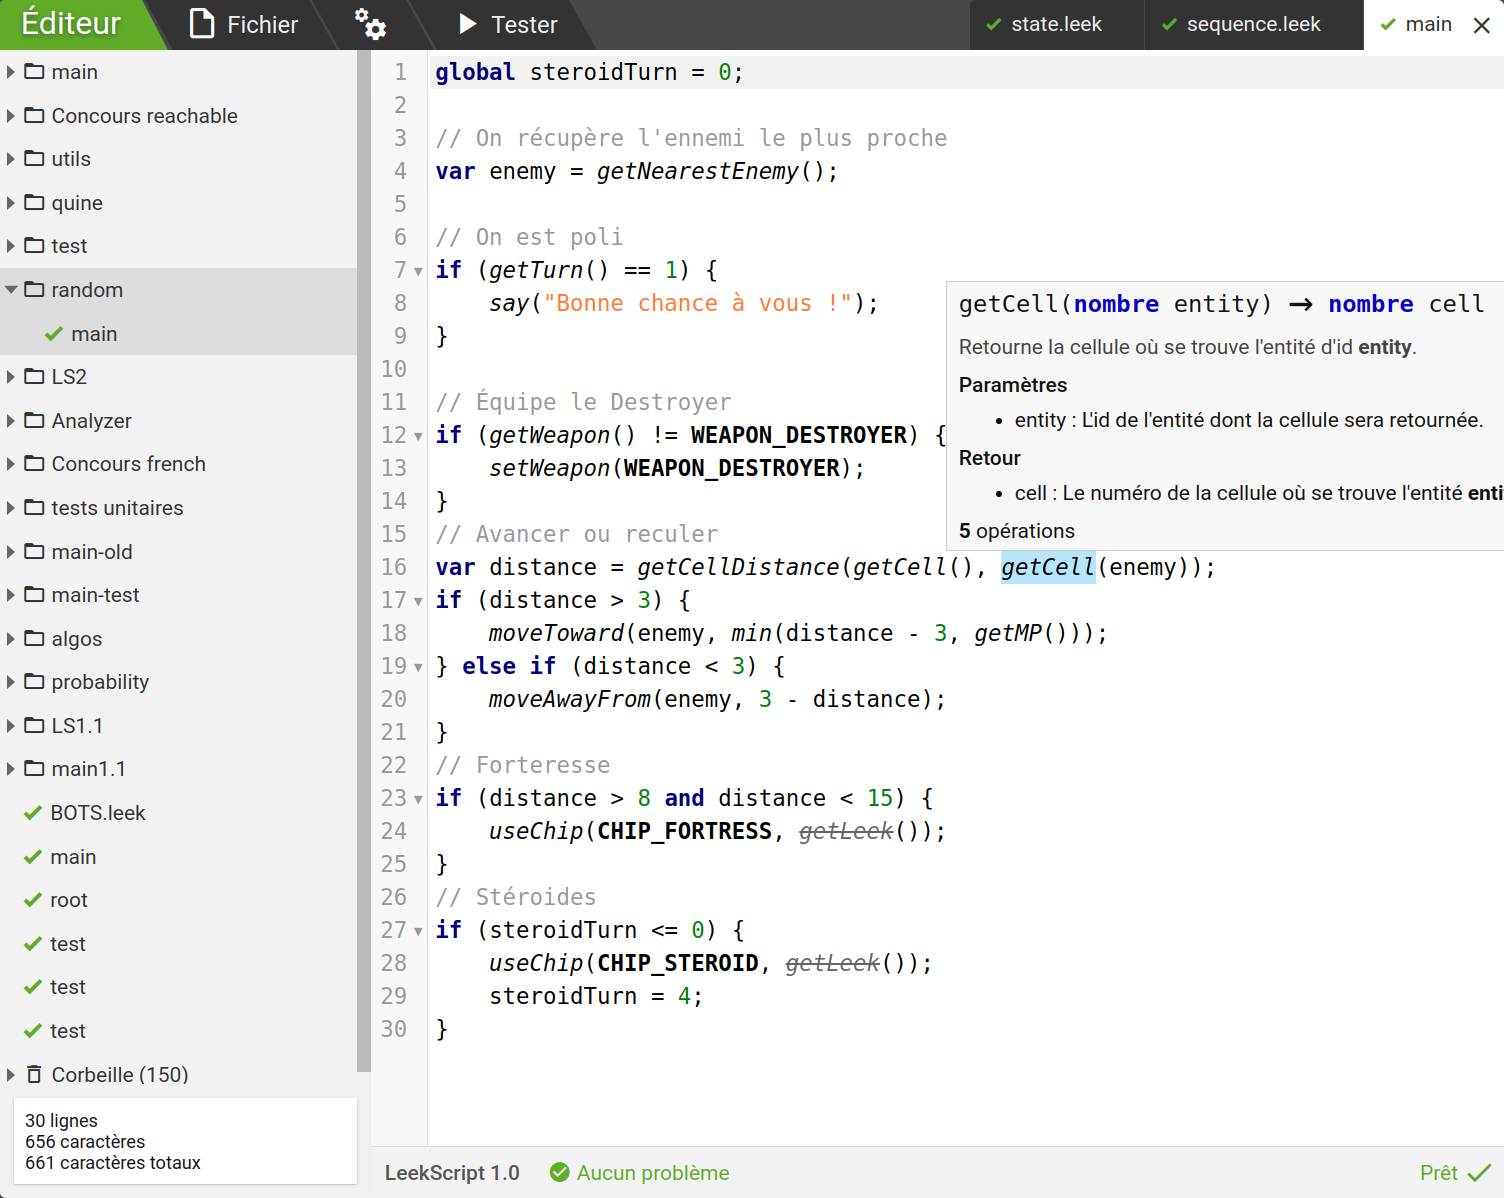 Éditeur Fichier Tester state.leek sequence.leek main
main
Concours reachable
utils
quine
test
random
main
LS2
Analyzer
Concours french
tests unitaires
main-old
main-test
algos
probability
LS1.1
main1.1
BOTS.leek
main
root
test
test
test
Corbeille (150)
30 lignes
656 caractères
661 caractères totaux
1 global steroidTurn = 0;
2
3 // On récupère l'ennemi le plus proche
4 var enemy = getNearestEnemy();
5
6 // On est poli
7 if (getTurn() == 1) {
8 say("Bonne chance à vous !");
9 }
10
11 // Équipe le Destroyer
12 if (getWeapon() != WEAPON_DESTROYER) {
13 setWeapon(WEAPON_DESTROYER);
14 }
15 // Avancer ou reculer
16 var distance = getCellDistance(getCell(), getCell(enemy));
17 if (distance > 3) {
18 moveToward(enemy, min(distance - 3, getMP()));
19 } else if (distance < 3) {
20 moveAwayFrom(enemy, 3 - distance);
21 }
22 // Forteresse
23 if (distance > 8 and distance < 15) {
24 useChip(CHIP_FORTRESS, getLeek());
25 }
26 // Stéroides
27 if (steroidTurn <= 0) {
28 useChip(CHIP_STEROID, getLeek());
29 steroidTurn = 4;
30 }
getCell(nombre entity) → nombre cell
Retourne la cellule où se trouve l'entité d'id entity.
Paramètres
• entity : L'id de l'entité dont la cellule sera retournée.
Retour
• cell : Le numéro de la cellule où se trouve l'entité enti
5 opérations
LeekScript 1.0 Aucun problème Prêt